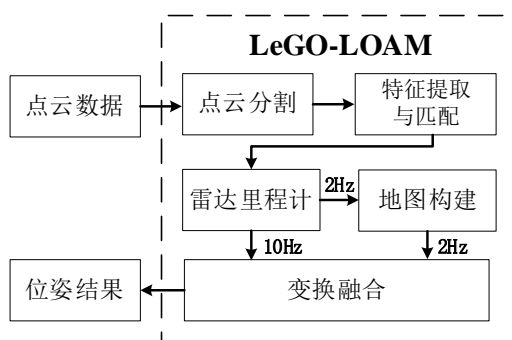 LeGO-LOAM
点云数据
点云分割
特征提取
与匹配
雷达里程计
2Hz
地图构建
10Hz
2Hz
位姿结果
变换融合